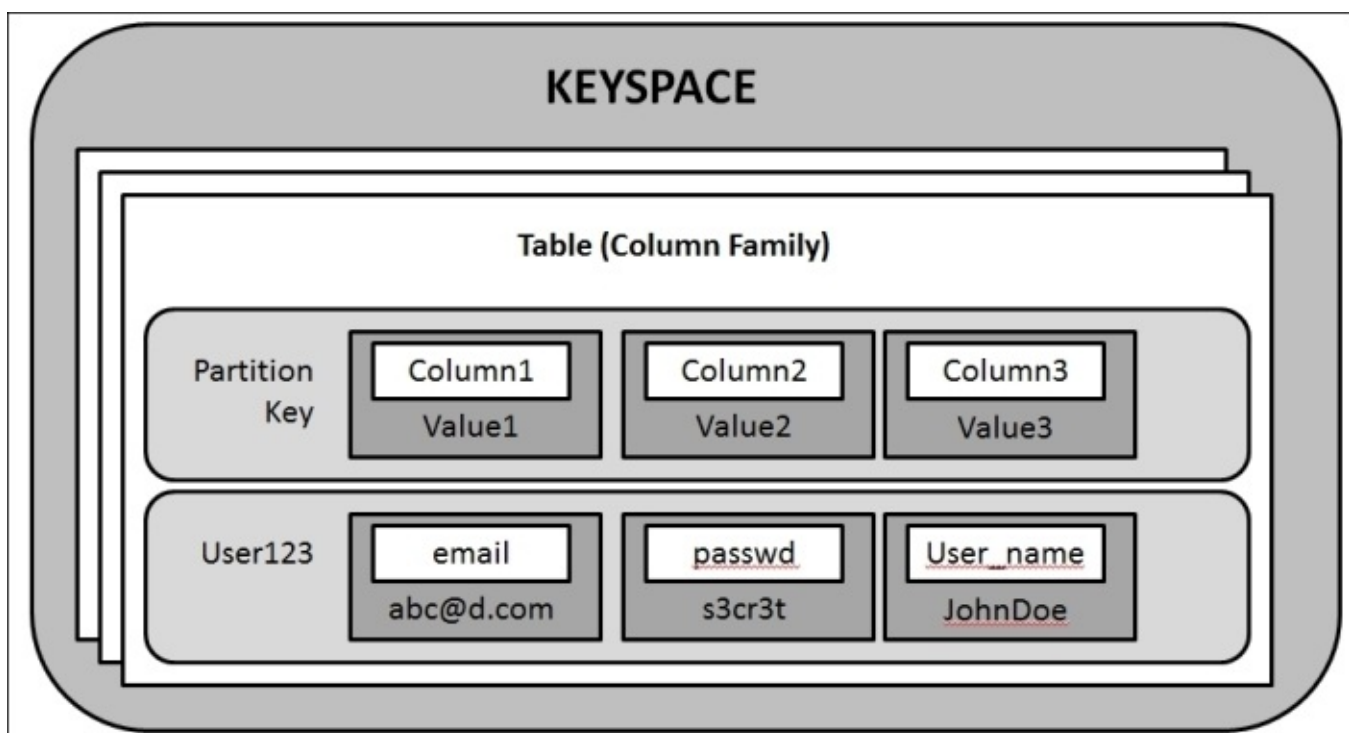 KEYSPACE
Table (Column Family)
Partition
Key
Column1
Value1
Column2
Value2
Column3
Value3
User123
email
abc@d.com
passwd
s3cr3t
User_name
JohnDoe